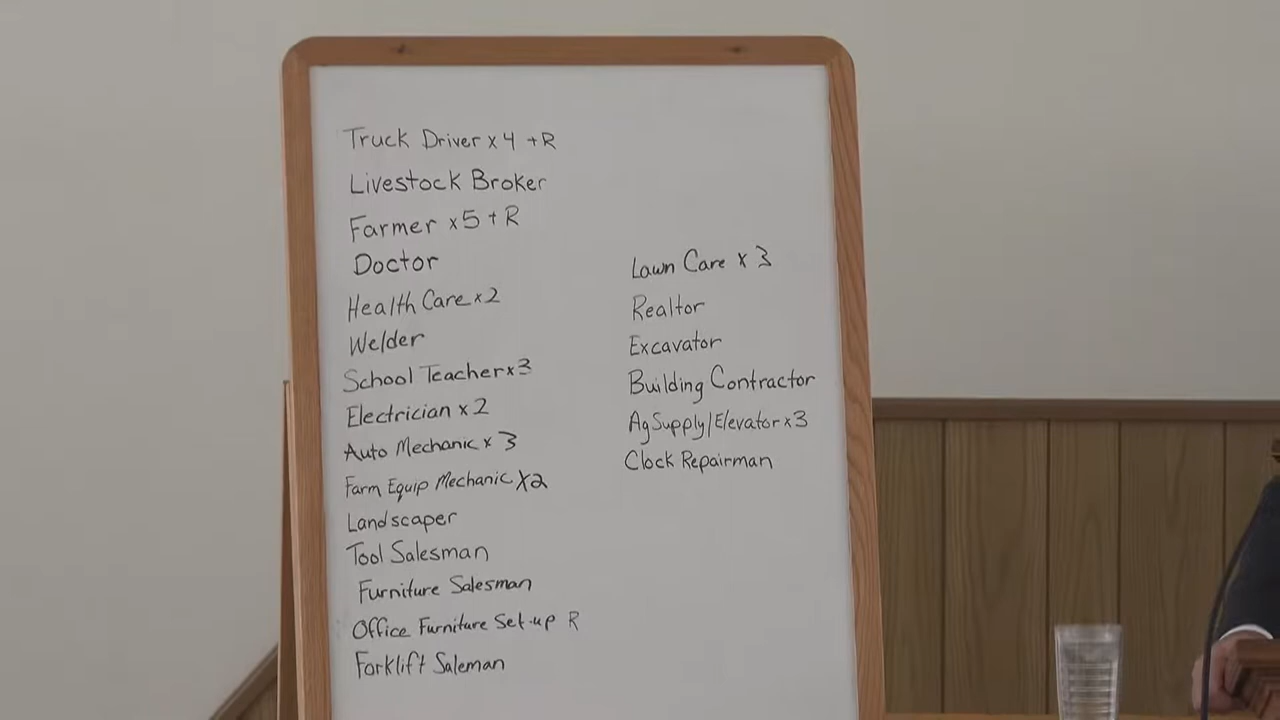 Truck Driver x 4 + R
Livestock Broker
Farmer x5 + R
Doctor
Health Care x 2
Welder
School Teacher x 3
Electrician x 2
Auto Mechanic x 3
Farm Equip Mechanic X2
Landscaper
Tool Salesman
Furniture Salesman
Office Furniture Set-up R
Forklift Saleman
Lawn Care x 3
Realtor
Excavator
Building Contractor
Ag Supply/Elevator x 3
Clock Repairman